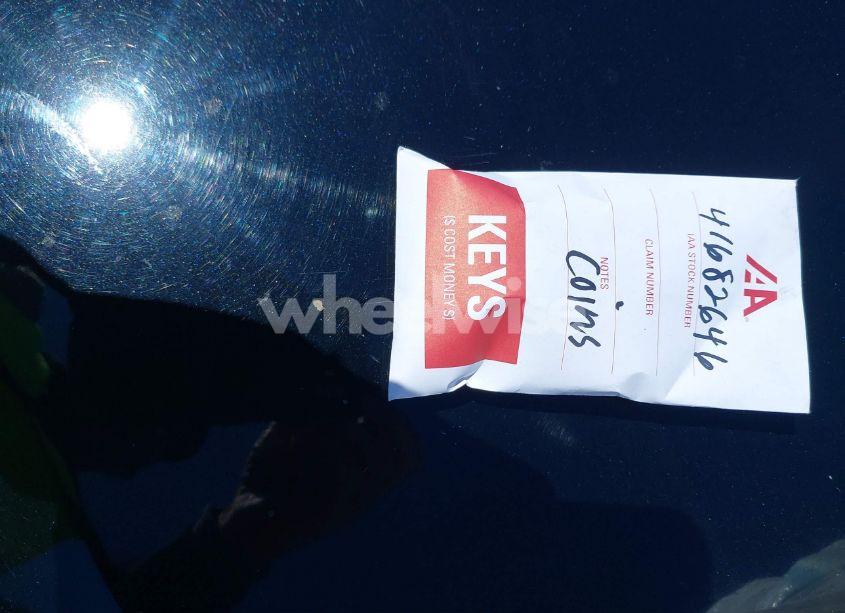 IAA
41682646
IAA STOCK NUMBER
CLAIM NUMBER
NOTES
Coins
KEYS
($ COST MONEY $)
wheelwise